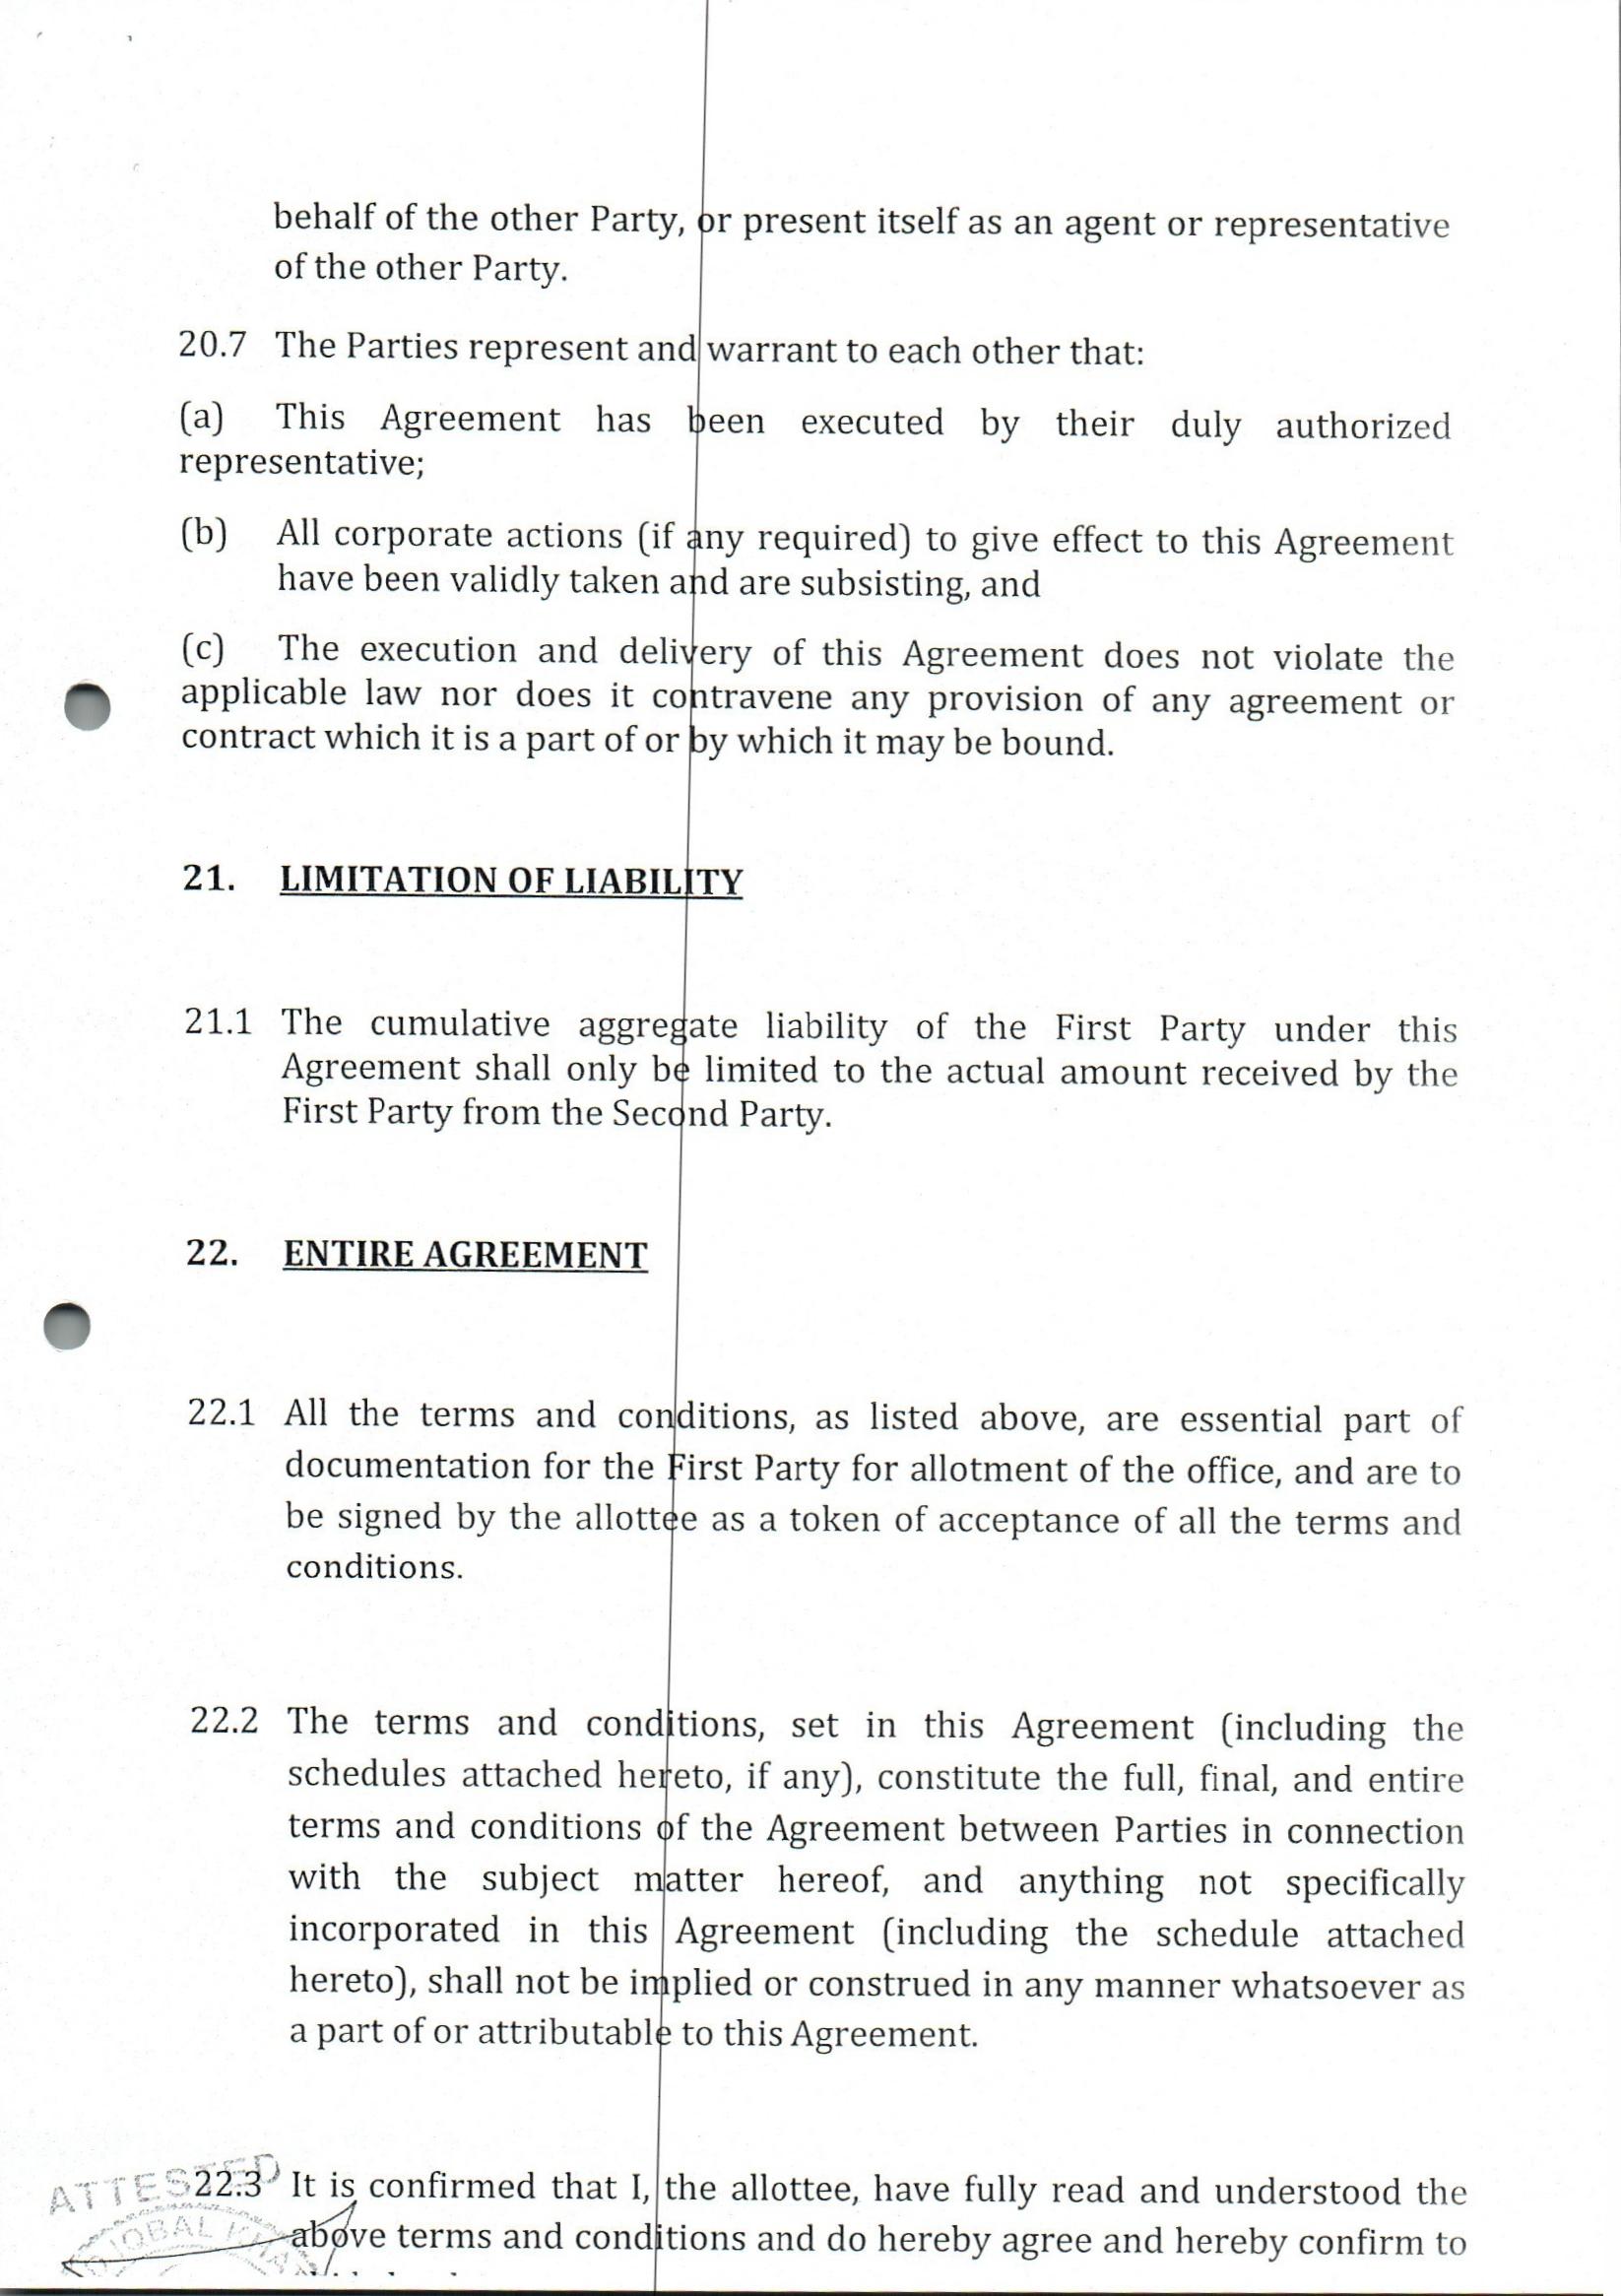 behalf of the other Party, or present itself as an agent or representative
of the other Party.
20.7 The Parties represent and warrant to each other that:
(a) This Agreement has been executed by their duly authorized
representative;
(b) All corporate actions (if any required) to give effect to this Agreement
have been validly taken and are subsisting, and
(c) The execution and delivery of this Agreement does not violate the
applicable law nor does it contravene any provision of any agreement or
contract which it is a part of or by which it may be bound.
21. LIMITATION OF LIABILITY
21.1 The cumulative aggregate liability of the First Party under this
Agreement shall only be limited to the actual amount received by the
First Party from the Second Party.
22. ENTIRE AGREEMENT
22.1 All the terms and conditions, as listed above, are essential part of
documentation for the First Party for allotment of the office, and are to
be signed by the allottee as a token of acceptance of all the terms and
conditions.
22.2 The terms and conditions, set in this Agreement (including the
schedules attached hereto, if any), constitute the full, final, and entire
terms and conditions of the Agreement between Parties in connection
with the subject matter hereof, and anything not specifically
incorporated in this Agreement (including the schedule attached
hereto), shall not be implied or construed in any manner whatsoever as
a part of or attributable to this Agreement.
ATTESTED
22.3 It is confirmed that I, the allottee, have fully read and understood the
above terms and conditions and do hereby agree and hereby confirm to